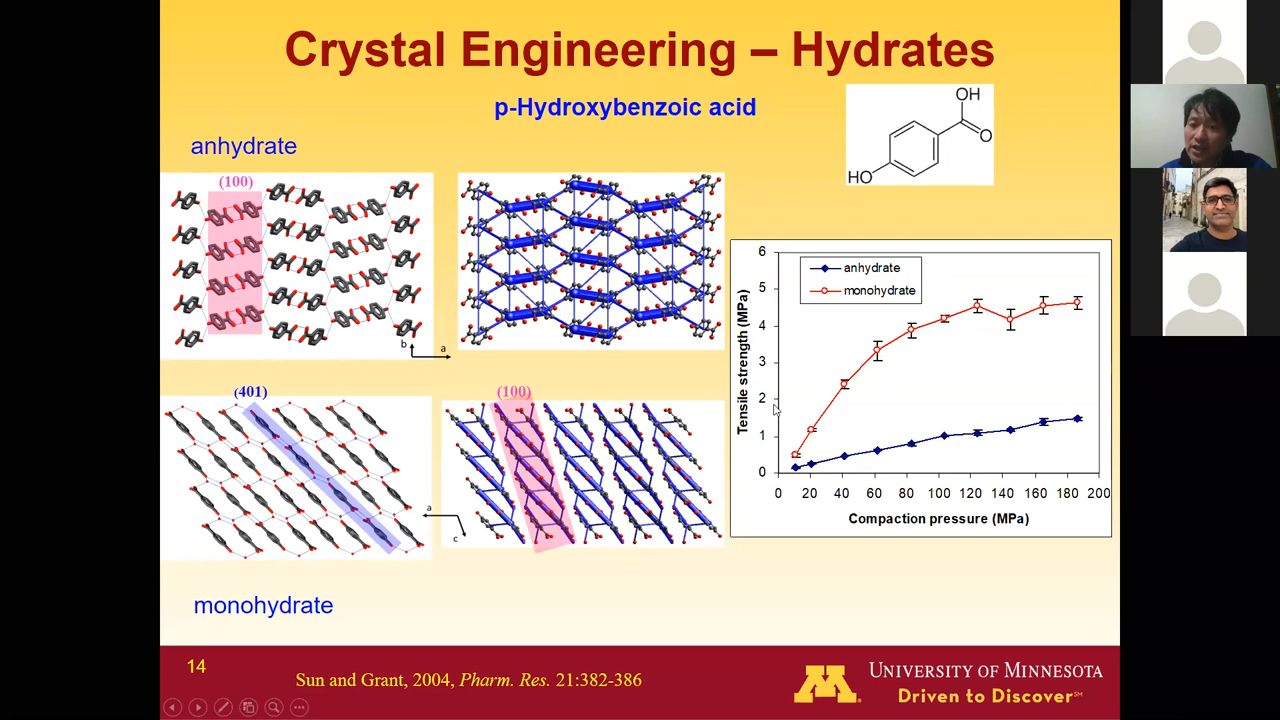 Crystal Engineering – Hydrates
p-Hydroxybenzoic acid
OH
O
HO
anhydrate
(100)
b
a
(401)
(100)
a
c
monohydrate
6
5
4
3
2
1
0
Tensile strength (MPa)
anhydrate
monohydrate
0 20 40 60 80 100 120 140 160 180 200
Compaction pressure (MPa)
14
Sun and Grant, 2004, Pharm. Res. 21:382-386
M
UNIVERSITY OF MINNESOTA
Driven to Discover℠